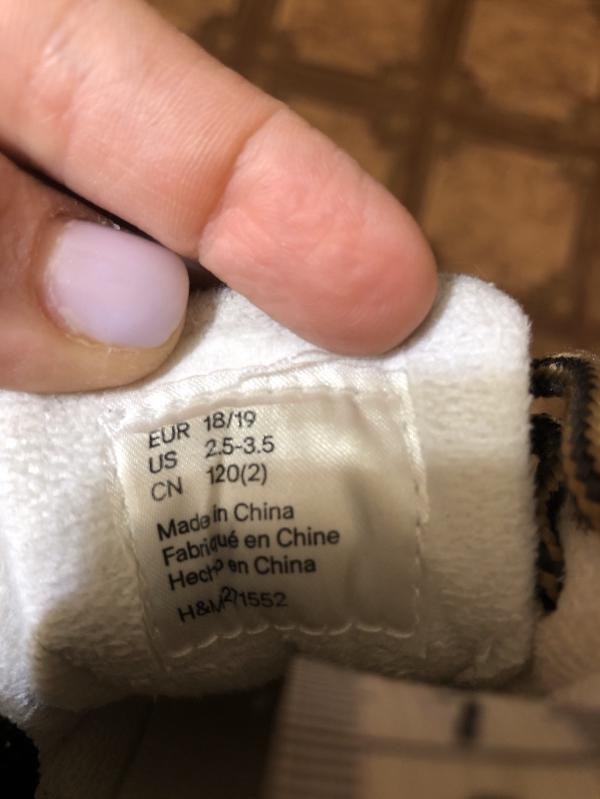 EUR 18/19
US 2.5-3.5
CN 120(2)
Made in China
Fabriqué en Chine
Hecho en China
H&M 1552